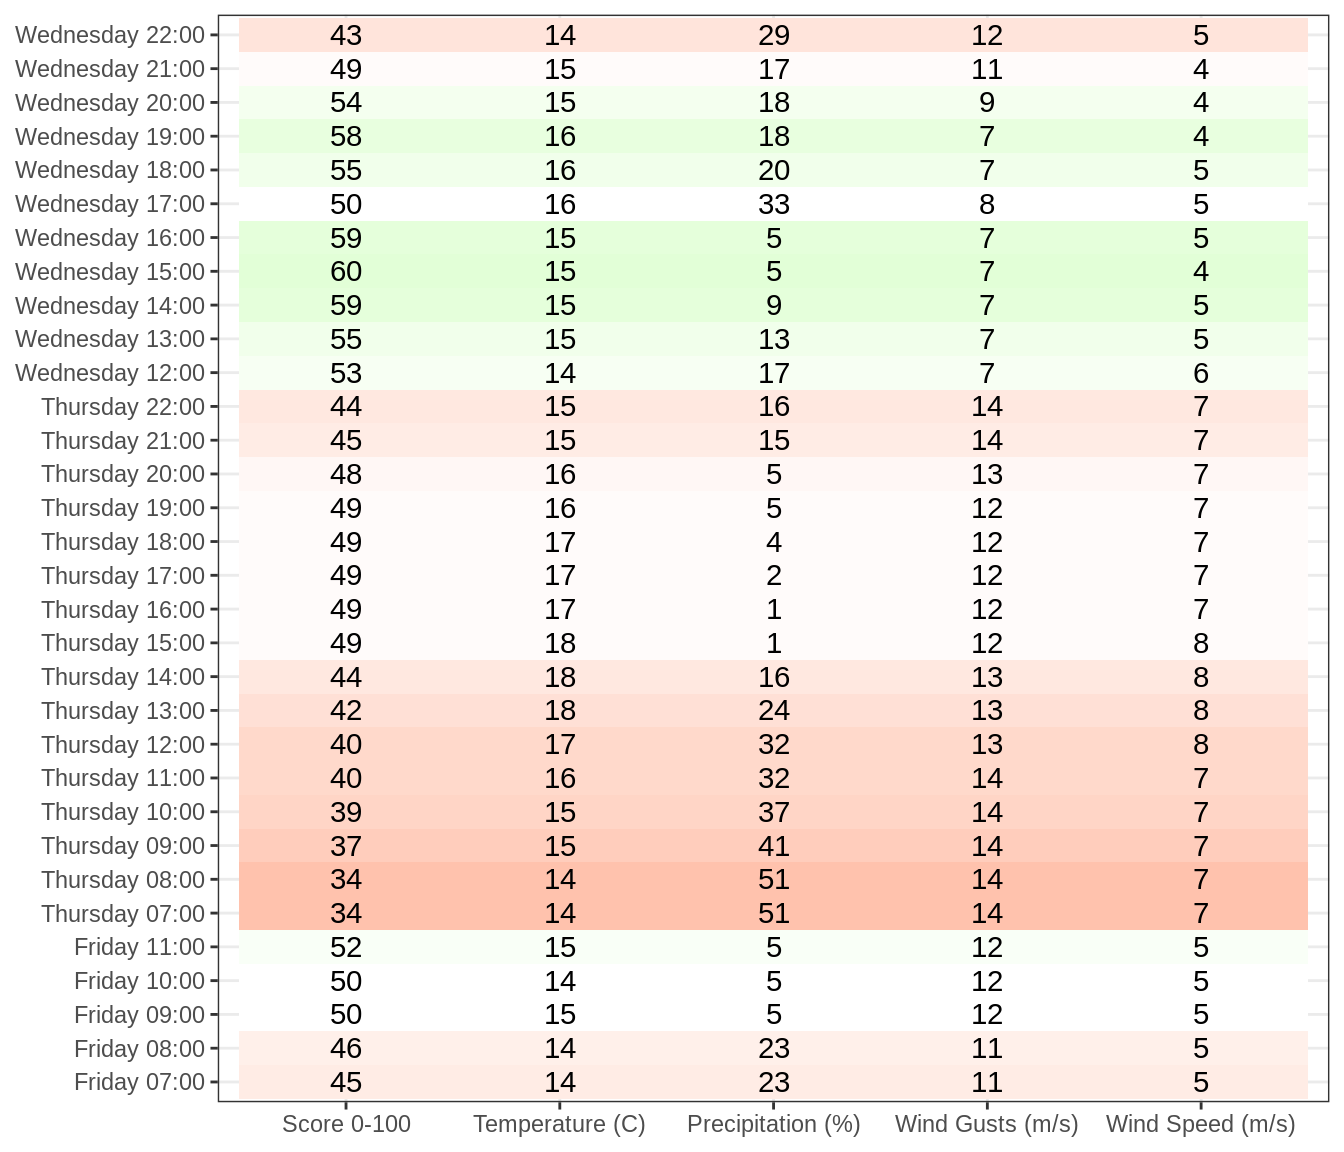 Wednesday 22:00 43 14 29 12 5
Wednesday 21:00 49 15 17 11 4
Wednesday 20:00 54 15 18 9 4
Wednesday 19:00 58 16 18 7 4
Wednesday 18:00 55 16 20 7 5
Wednesday 17:00 50 16 33 8 5
Wednesday 16:00 59 15 5 7 5
Wednesday 15:00 60 15 5 7 4
Wednesday 14:00 59 15 9 7 5
Wednesday 13:00 55 15 13 7 5
Wednesday 12:00 53 14 17 7 6
Thursday 22:00 44 15 16 14 7
Thursday 21:00 45 15 15 14 7
Thursday 20:00 48 16 5 13 7
Thursday 19:00 49 16 5 12 7
Thursday 18:00 49 17 4 12 7
Thursday 17:00 49 17 2 12 7
Thursday 16:00 49 17 1 12 7
Thursday 15:00 49 18 1 12 8
Thursday 14:00 44 18 16 13 8
Thursday 13:00 42 18 24 13 8
Thursday 12:00 40 17 32 13 8
Thursday 11:00 40 16 32 14 7
Thursday 10:00 39 15 37 14 7
Thursday 09:00 37 15 41 14 7
Thursday 08:00 34 14 51 14 7
Thursday 07:00 34 14 51 14 7
Friday 11:00 52 15 5 12 5
Friday 10:00 50 14 5 12 5
Friday 09:00 50 15 5 12 5
Friday 08:00 46 14 23 11 5
Friday 07:00 45 14 23 11 5
Score 0-100 Temperature (C) Precipitation (%) Wind Gusts (m/s) Wind Speed (m/s)